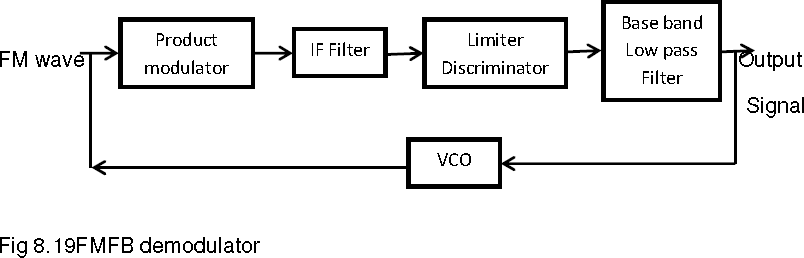 FM wave
Product
modulator
IF Filter
Limiter
Discriminator
Base band
Low pass
Filter
Output
Signal
VCO
Fig 8.19FMFB demodulator